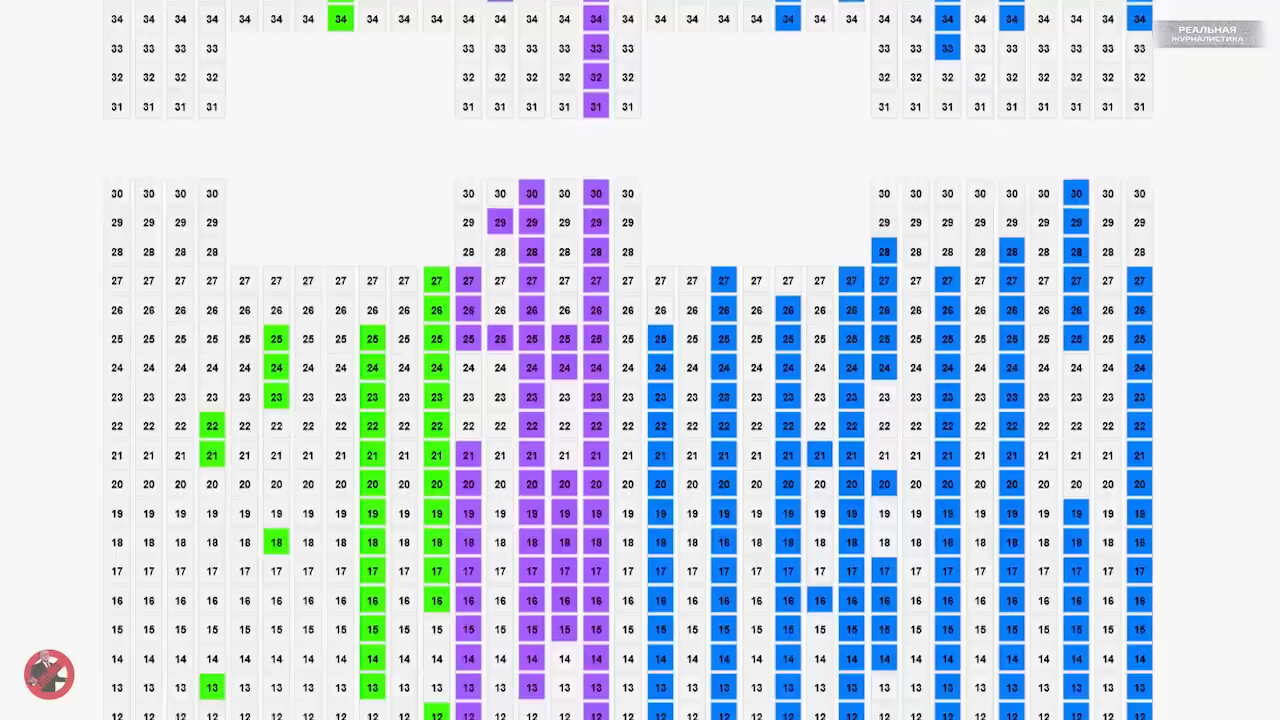 34 34 34 34 34 34 34 34 34 34 34 34 34 34 34 34 34 34 34 34 34 34 34 34 34 34 34 34 34 34 34 34 34
РЕАЛЬНАЯ
ЖУРНАЛИСТИКА
33 33 33 33 33 33 33 33 33 33 33 33 33 33 33 33 33 33 33
32 32 32 32 32 32 32 32 32 32 32 32 32 32 32 32 32 32 32
31 31 31 31 31 31 31 31 31 31 31 31 31 31 31 31 31 31 31
30 30 30 30 30 30 30 30 30 30 30 30 30 30 30 30 30 30 30
29 29 29 29 29 29 29 29 29 29 29 29 29 29 29 29 29 29 29
28 28 28 28 28 28 28 28 28 28 28 28 28 28 28 28 28 28 28
27 27 27 27 27 27 27 27 27 27 27 27 27 27 27 27 27 27 27 27 27 27 27 27 27 27 27 27 27 27 27 27 27
26 26 26 26 26 26 26 26 26 26 26 26 26 26 26 26 26 26 26 26 26 26 26 26 26 26 26 26 26 26 26 26 26
25 25 25 25 25 25 25 25 25 25 25 25 25 25 25 25 25 25 25 25 25 25 25 25 25 25 25 25 25 25 25 25 25
24 24 24 24 24 24 24 24 24 24 24 24 24 24 24 24 24 24 24 24 24 24 24 24 24 24 24 24 24 24 24 24 24
23 23 23 23 23 23 23 23 23 23 23 23 23 23 23 23 23 23 23 23 23 23 23 23 23 23 23 23 23 23 23 23 23
22 22 22 22 22 22 22 22 22 22 22 22 22 22 22 22 22 22 22 22 22 22 22 22 22 22 22 22 22 22 22 22 22
21 21 21 21 21 21 21 21 21 21 21 21 21 21 21 21 21 21 21 21 21 21 21 21 21 21 21 21 21 21 21 21 21
20 20 20 20 20 20 20 20 20 20 20 20 20 20 20 20 20 20 20 20 20 20 20 20 20 20 20 20 20 20 20 20 20
19 19 19 19 19 19 19 19 19 19 19 19 19 19 19 19 19 19 19 19 19 19 19 19 19 19 19 19 19 19 19 19 19
18 18 18 18 18 18 18 18 18 18 18 18 18 18 18 18 18 18 18 18 18 18 18 18 18 18 18 18 18 18 18 18 18
17 17 17 17 17 17 17 17 17 17 17 17 17 17 17 17 17 17 17 17 17 17 17 17 17 17 17 17 17 17 17 17 17
16 16 16 16 16 16 16 16 16 16 16 16 16 16 16 16 16 16 16 16 16 16 16 16 16 16 16 16 16 16 16 16 16
15 15 15 15 15 15 15 15 15 15 15 15 15 15 15 15 15 15 15 15 15 15 15 15 15 15 15 15 15 15 15 15 15
14 14 14 14 14 14 14 14 14 14 14 14 14 14 14 14 14 14 14 14 14 14 14 14 14 14 14 14 14 14 14 14 14
13 13 13 13 13 13 13 13 13 13 13 13 13 13 13 13 13 13 13 13 13 13 13 13 13 13 13 13 13 13 13 13 13
12 12 12 12 12 12 12 12 12 12 12 12 12 12 12 12 12 12 12 12 12 12 12 12 12 12 12 12 12 12 12 12 12